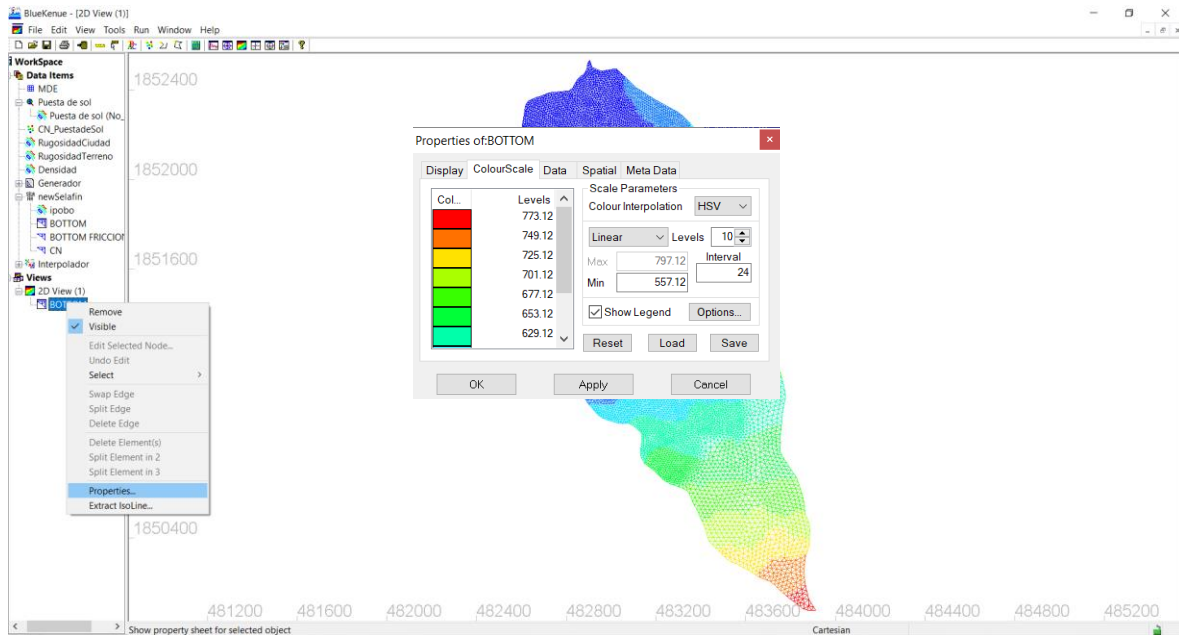 BlueKenue - [2D View (1)]
File Edit View Tools Run Window Help
WorkSpace
Data Items
MDE
Puesta de sol
Puesta de sol (No_
CN_PuestadeSol
RugosidadCiudad
RugosidadTerreno
Densidad
Generador
newSelafin
ipobo
BOTTOM
BOTTOM FRICCION
CN
Interpolador
Views
2D View (1)
Remove
Visible
Edit Selected Node...
Undo Edit
Select
Swap Edge
Split Edge
Delete Edge
Delete Element(s)
Split Element in 2
Split Element in 3
Properties...
Extract IsoLine...
1852400
1852000
1851600
1850400
Properties of:BOTTOM
Display ColourScale Data Spatial Meta Data
Col... Levels
773.12
749.12
725.12
701.12
677.12
653.12
629.12
Scale Parameters
Colour Interpolation HSV
Linear Levels 10
Max 797.12 Interval
24
Min 557.12
Show Legend Options...
Reset Load Save
OK Apply Cancel
481200 481600 482000 482400 482800 483200 483600 484000 484400 484800 485200
Show property sheet for selected object Cartesian